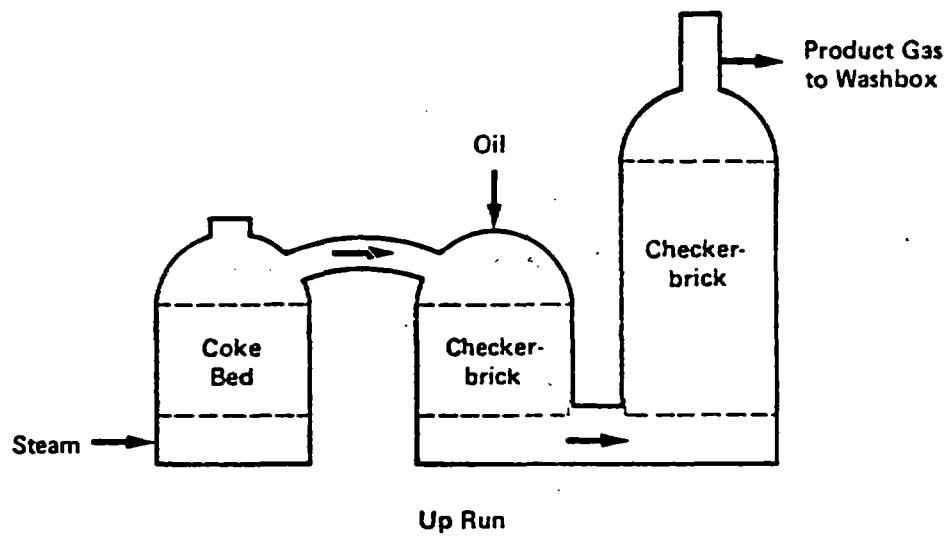 Product Gas
to Washbox
Oil
Checker-
brick
Coke
Bed
Checker-
brick
Steam
Up Run